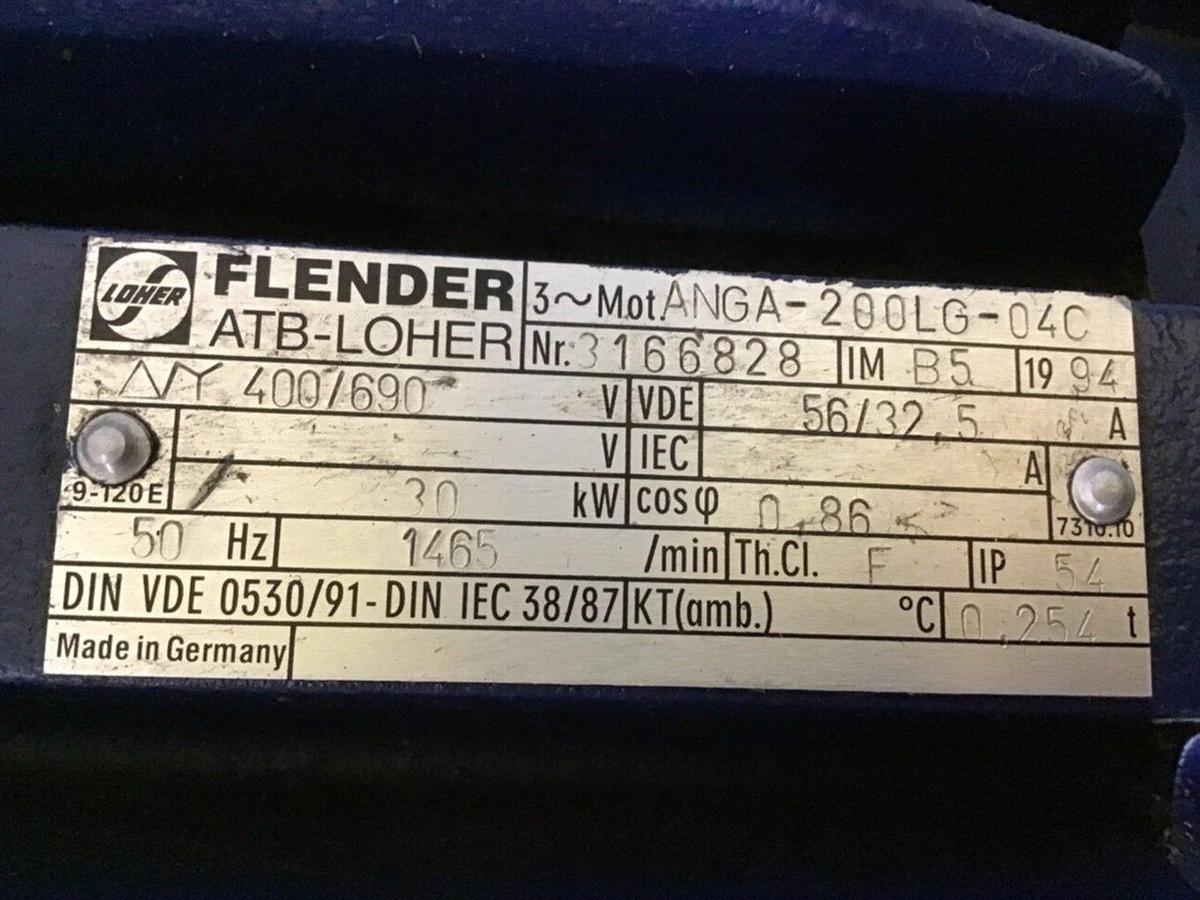 LOHER FLENDER ATB-LOHER
3~Mot. ANGA-200LG-04C
Nr. 3166828 IM B5 1994
Δ/Y 400/690 V VDE 56/32,5 A
V IEC A
9-120E 30 kW cosφ 0,86 7310.10
50 Hz 1465 /min Th.Cl. F IP 54
DIN VDE 0530/91-DIN IEC 38/87 KT(amb.) °C 0,254 t
Made in Germany